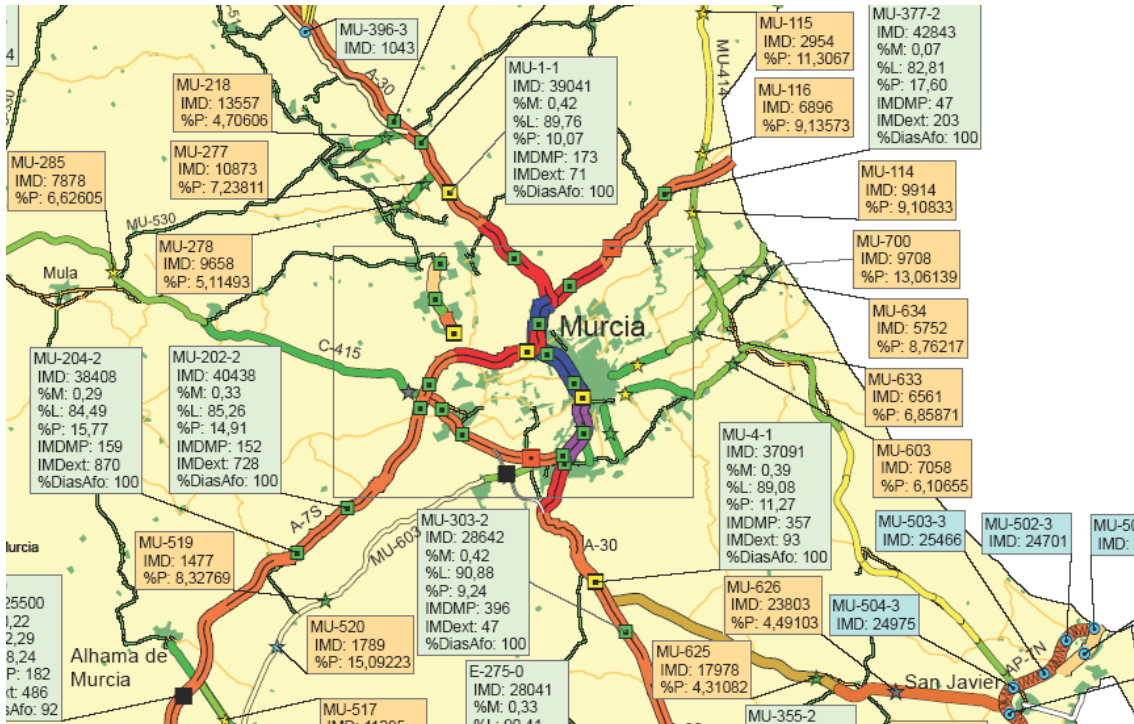 MU-396-3
IMD: 1043
MU-115
IMD: 2954
%P: 11,3067
MU-377-2
IMD: 42843
%M: 0,07
%L: 82,81
%P: 17,60
IMDMP: 47
IMDext: 203
%DiasAfo: 100
MU-414
A-30
MU-1-1
IMD: 39041
%M: 0,42
%L: 89,76
%P: 10,07
IMDMP: 173
IMDext: 71
%DiasAfo: 100
MU-218
IMD: 13557
%P: 4,70606
MU-116
IMD: 6896
%P: 9,13573
MU-277
IMD: 10873
%P: 7,23811
MU-285
IMD: 7878
%P: 6,62605
MU-114
IMD: 9914
%P: 9,10833
MU-530
MU-278
IMD: 9658
%P: 5,11493
MU-700
IMD: 9708
%P: 13,06139
Mula
MU-634
IMD: 5752
%P: 8,76217
Murcia
C-415
MU-204-2
IMD: 38408
%M: 0,29
%L: 84,49
%P: 15,77
IMDMP: 159
IMDext: 870
%DiasAfo: 100
MU-202-2
IMD: 40438
%M: 0,33
%L: 85,26
%P: 14,91
IMDMP: 152
IMDext: 728
%DiasAfo: 100
MU-633
IMD: 6561
%P: 6,85871
MU-4-1
IMD: 37091
%M: 0,39
%L: 89,08
%P: 11,27
IMDMP: 357
IMDext: 93
%DiasAfo: 100
MU-603
IMD: 7058
%P: 6,10655
A-7S
MU-603
MU-303-2
IMD: 28642
%M: 0,42
%L: 90,88
%P: 9,24
IMDMP: 396
IMDext: 47
%DiasAfo: 100
A-30
MU-503-3
IMD: 25466
MU-502-3
IMD: 24701
IMD:
MU-519
IMD: 1477
%P: 8,32769
MU-626
IMD: 23803
%P: 4,49103
MU-504-3
IMD: 24975
MU-520
IMD: 1789
%P: 15,09223
MU-625
IMD: 17978
%P: 4,31082
Alhama de
Murcia
San Javier
AP-7N
E-275-0
IMD: 28041
%M: 0,33
MU-517
MU-355-2